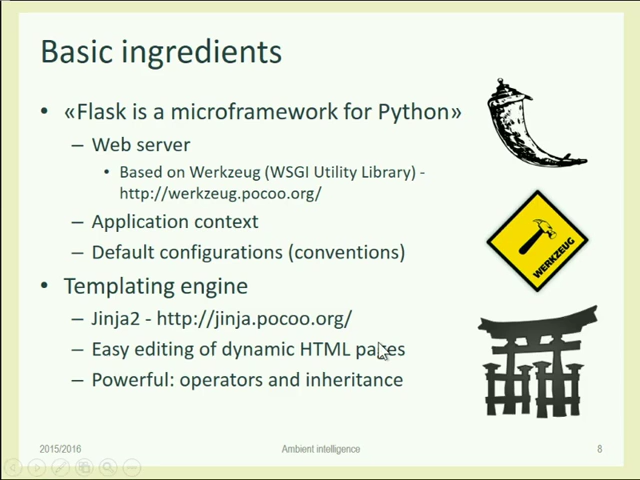 Basic ingredients
• «Flask is a microframework for Python»
– Web server
• Based on Werkzeug (WSGI Utility Library) -
http://werkzeug.pocoo.org/
– Application context
– Default configurations (conventions)
WERKZEUG
• Templating engine
– Jinja2 - http://jinja.pocoo.org/
– Easy editing of dynamic HTML pages
– Powerful: operators and inheritance
2015/2016
Ambient intelligence
8